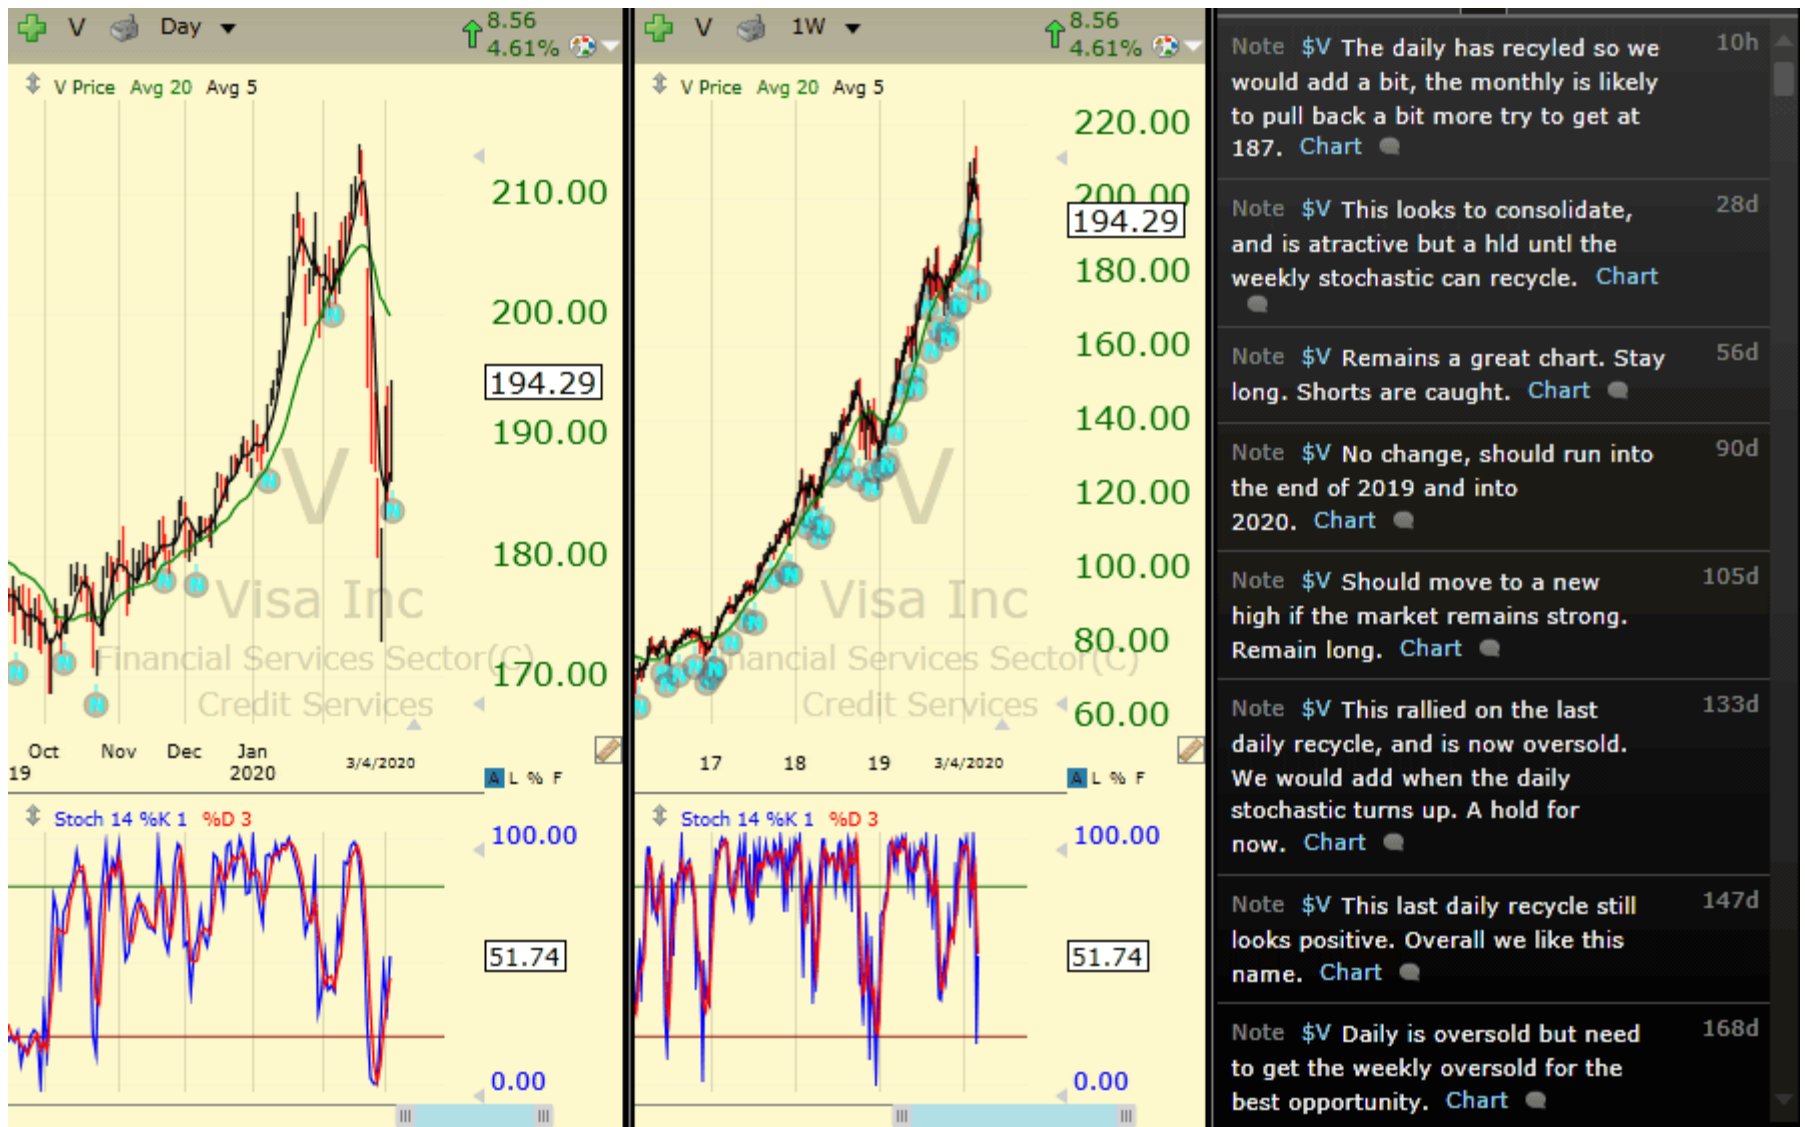 V Day 8.56
4.61%
V Price Avg 20 Avg 5
210.00
200.00
194.29
190.00
180.00
170.00
V
Visa Inc
Financial Services Sector(C)
Credit Services
Oct Nov Dec Jan 3/4/2020
19 2020
A L % F
Stoch 14 %K 1 %D 3
100.00
51.74
0.00
N
N
N
N
N
N
N
N
V 1W 8.56
4.61%
V Price Avg 20 Avg 5
220.00
200.00
194.29
180.00
160.00
140.00
120.00
100.00
80.00
60.00
V
Visa Inc
nancial Services Sector(C)
Credit Services
17 18 19 3/4/2020
A L % F
Stoch 14 %K 1 %D 3
100.00
51.74
0.00
Note $V The daily has recyled so we 10h
would add a bit, the monthly is likely
to pull back a bit more try to get at
187. Chart
Note $V This looks to consolidate, 28d
and is atractive but a hld untl the
weekly stochastic can recycle. Chart
Note $V Remains a great chart. Stay 56d
long. Shorts are caught. Chart
Note $V No change, should run into 90d
the end of 2019 and into
2020. Chart
Note $V Should move to a new 105d
high if the market remains strong.
Remain long. Chart
Note $V This rallied on the last 133d
daily recycle, and is now oversold.
We would add when the daily
stochastic turns up. A hold for
now. Chart
Note $V This last daily recycle still 147d
looks positive. Overall we like this
name. Chart
Note $V Daily is oversold but need 168d
to get the weekly oversold for the
best opportunity. Chart